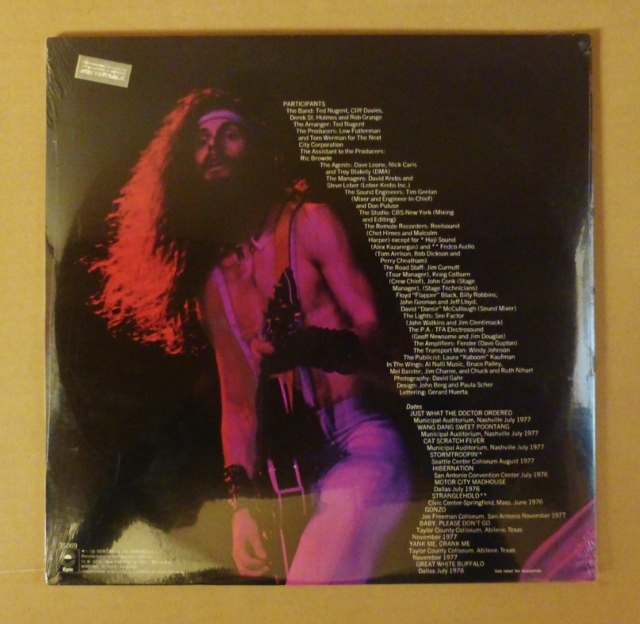 PARTICIPANTS
The Band: Ted Nugent, Cliff Davies,
Derek St. Holmes and Rob Grange
The Arranger: Ted Nugent
The Producers: Lew Futterman
and Tom Werman for The Next
City Corporation
The Assistant to the Producers:
Ric Browde
The Agents: Dave Leone, Nick Caris
and Troy Blakely (DMA)
The Managers: David Krebs and
Steve Leber (Leber-Krebs Inc.)
The Sound Engineers: Tim Geelan
(Mixer and Engineer-In-Chief)
and Don Puluse
The Studio: CBS-New York (Mixing
and Editing)
The Remote Recorders: Reelsound
(Chet Himes and Malcolm
Harper) except for * Haji Sound
(Alex Kazanegas) and ** Fedco Audio
(Tom Arrison, Bob Dickson and
Perry Cheatham)
The Road Staff: Jim Curnutt
(Tour Manager), Kraig Colburn
(Crew Chief), John Conk (Stage
Manager), (Stage Technicians)
Floyd "Flapper" Black, Billy Robbins,
John Gosman and Jeff Lloyd,
David "Dansir" McCullough (Sound Mixer)
The Lights: See Factor
(John Watkins and Jim Clentimack)
The P.A.: TFA Electrosound
(Geoff Newsome and Jim Douglas)
The Amplifiers: Fender (Dave Gupton)
The Transport Man: Windy Johnson
The Publicist: Laura "Kaboom" Kaufman
In The Wings: Al Nalli Music, Bruce Palley,
Mel Baister, Jim Charne, and Chuck and Ruth Nihart
Photography: David Gahr
Design: John Berg and Paula Scher
Lettering: Gerard Huerta
Dates
JUST WHAT THE DOCTOR ORDERED
Municipal Auditorium, Nashville July 1977
WANG DANG SWEET POONTANG
Municipal Auditorium, Nashville July 1977
CAT SCRATCH FEVER
Municipal Auditorium, Nashville July 1977
STORMTROOPIN'*
Seattle Center Coliseum August 1977
HIBERNATION
San Antonio Convention Center July 1976
MOTOR CITY MADHOUSE
Dallas July 1976
STRANGLEHOLD**
Civic Center-Springfield, Mass. June 1976
GONZO
Joe Freeman Coliseum, San Antonio November 1977
BABY, PLEASE DON'T GO
Taylor County Coliseum, Abilene, Texas
November 1977
YANK ME, CRANK ME
Taylor County Coliseum, Abilene, Texas
November 1977
GREAT WHITE BUFFALO
Dallas July 1976
Epic